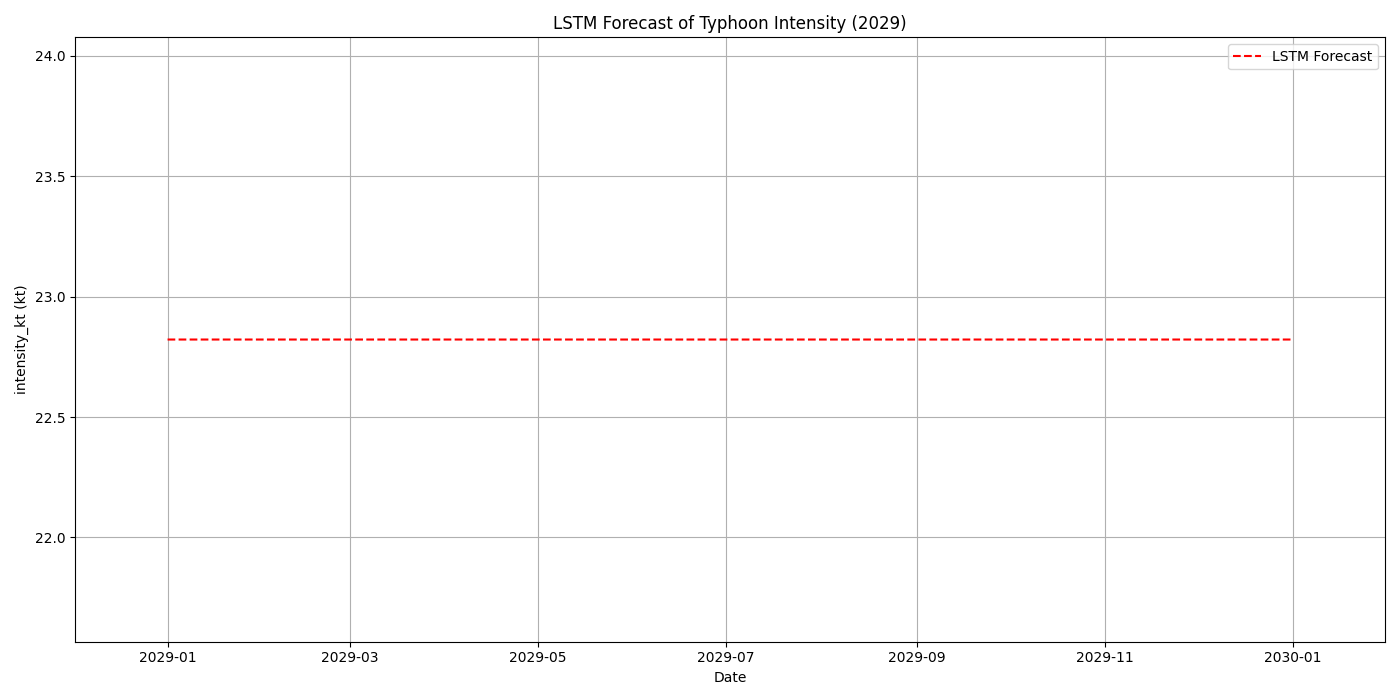 LSTM Forecast of Typhoon Intensity (2029)
LSTM Forecast
24.0
23.5
23.0
22.5
22.0
intensity_kt (kt)
2029-01 2029-03 2029-05 2029-07 2029-09 2029-11 2030-01
Date